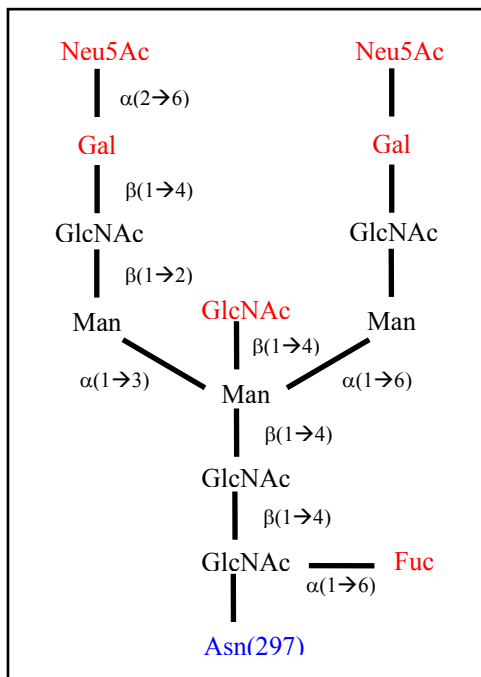 Neu5Ac Neu5Ac
α(2→6)
Gal Gal
β(1→4)
GlcNAc GlcNAc
β(1→2)
GlcNAc
Man Man
β(1→4)
α(1→3) α(1→6)
Man
β(1→4)
GlcNAc
β(1→4)
GlcNAc Fuc
α(1→6)
Asn(297)